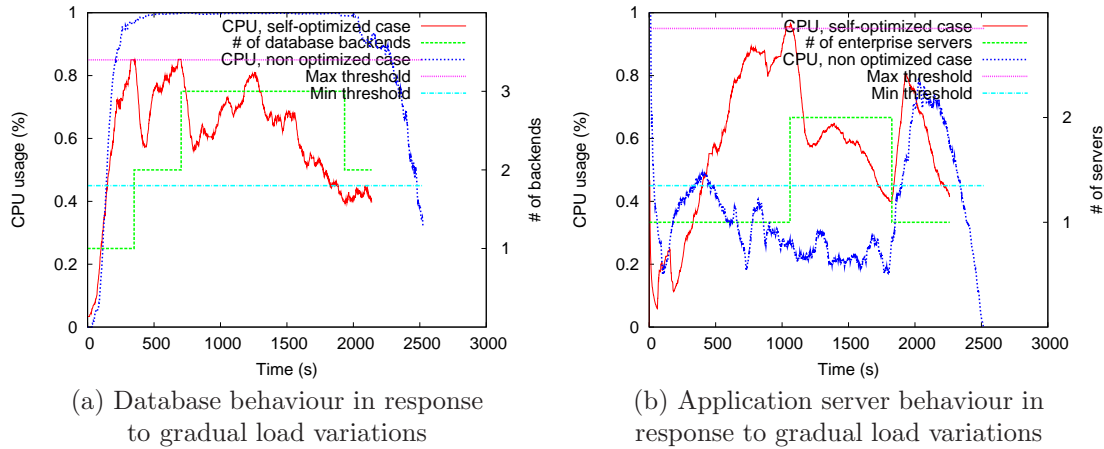 1
0.8
0.6
0.4
0.2
0
CPU usage (%)
0 500 1000 1500 2000 2500 3000
Time (s)
3
2
1
# of backends
CPU, self-optimized case
# of database backends
CPU, non optimized case
Max threshold
Min threshold
(a) Database behaviour in response
to gradual load variations
1
0.8
0.6
0.4
0.2
0
CPU usage (%)
0 500 1000 1500 2000 2500 3000
Time (s)
2
1
# of servers
CPU, self-optimized case
# of enterprise servers
CPU, non optimized case
Max threshold
Min threshold
(b) Application server behaviour in
response to gradual load variations